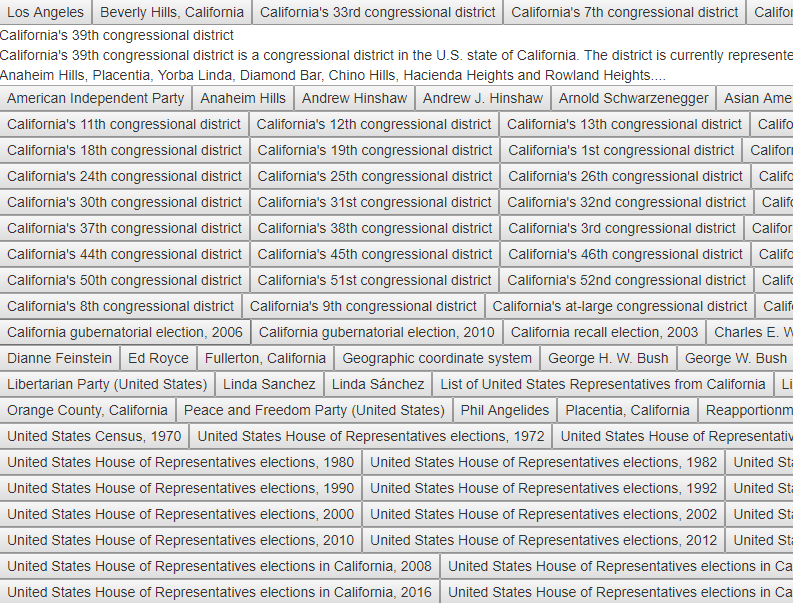 Los Angeles Beverly Hills, California California's 33rd congressional district California's 7th congressional district Califo
California's 39th congressional district
California's 39th congressional district is a congressional district in the U.S. state of California. The district is currently represente
Anaheim Hills, Placentia, Yorba Linda, Diamond Bar, Chino Hills, Hacienda Heights and Rowland Heights....
American Independent Party Anaheim Hills Andrew Hinshaw Andrew J. Hinshaw Arnold Schwarzenegger Asian Ame
California's 11th congressional district California's 12th congressional district California's 13th congressional district Califo
California's 18th congressional district California's 19th congressional district California's 1st congressional district Califor
California's 24th congressional district California's 25th congressional district California's 26th congressional district Califo
California's 30th congressional district California's 31st congressional district California's 32nd congressional district Calif
California's 37th congressional district California's 38th congressional district California's 3rd congressional district Califor
California's 44th congressional district California's 45th congressional district California's 46th congressional district Califo
California's 50th congressional district California's 51st congressional district California's 52nd congressional district Calif
California's 8th congressional district California's 9th congressional district California's at-large congressional district Calif
California gubernatorial election, 2006 California gubernatorial election, 2010 California recall election, 2003 Charles E. W
Dianne Feinstein Ed Royce Fullerton, California Geographic coordinate system George H. W. Bush George W. Bush
Libertarian Party (United States) Linda Sanchez Linda Sánchez List of United States Representatives from California Li
Orange County, California Peace and Freedom Party (United States) Phil Angelides Placentia, California Reapportionm
United States Census, 1970 United States House of Representatives elections, 1972 United States House of Representativ
United States House of Representatives elections, 1980 United States House of Representatives elections, 1982 United Sta
United States House of Representatives elections, 1990 United States House of Representatives elections, 1992 United Sta
United States House of Representatives elections, 2000 United States House of Representatives elections, 2002 United Sta
United States House of Representatives elections, 2010 United States House of Representatives elections, 2012 United Sta
United States House of Representatives elections in California, 2008 United States House of Representatives elections in Ca
United States House of Representatives elections in California, 2016 United States House of Representatives elections in Ca